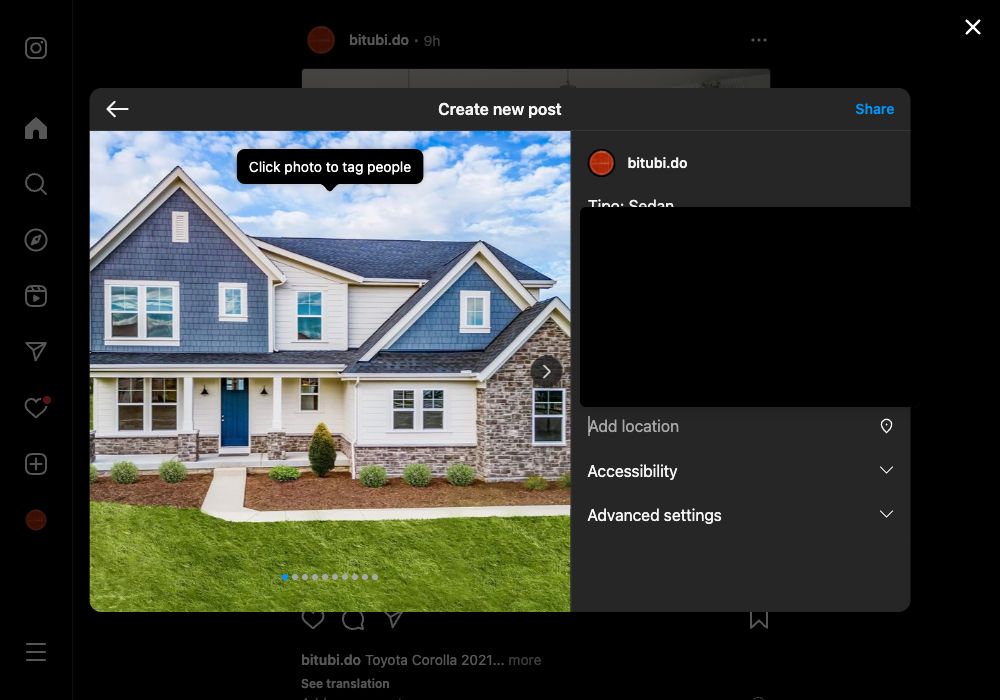 bitubi.do • 9h
Create new post
Share
Click photo to tag people
bitubi.do
Tipo: Sedan
Add location
Accessibility
Advanced settings
bitubi.do Toyota Corolla 2021... more
See translation